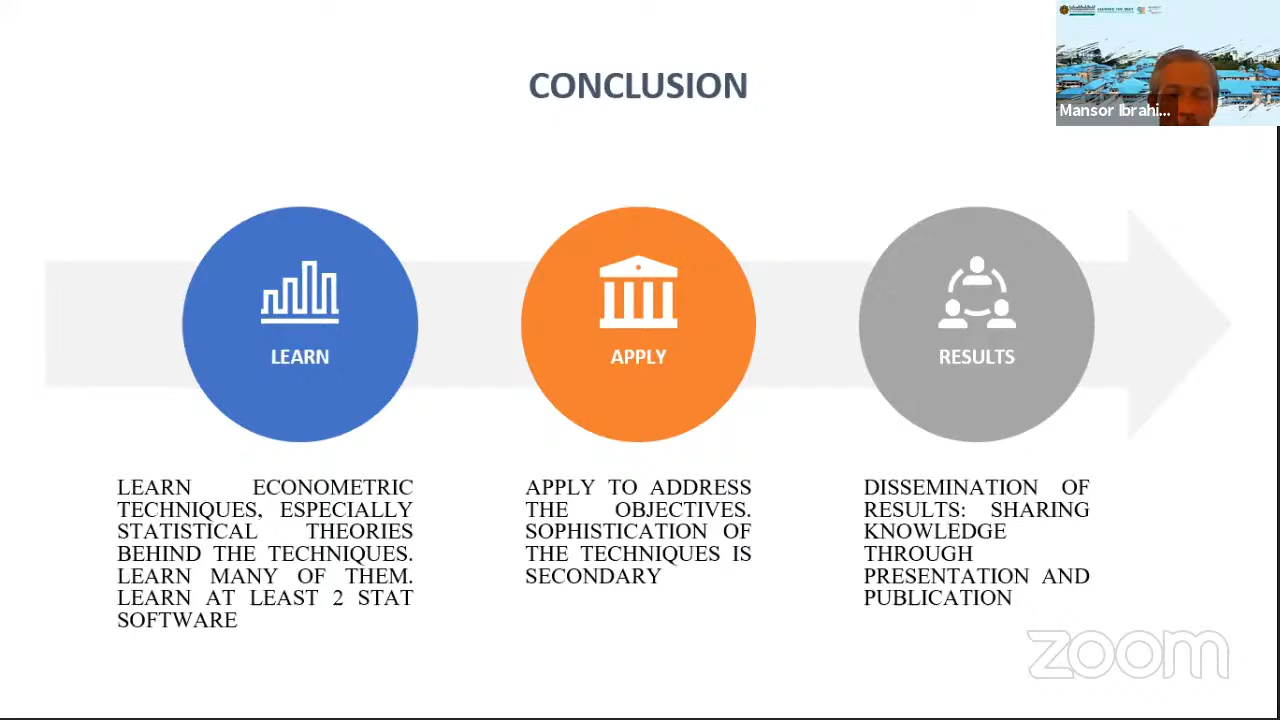 CONCLUSION
Mansor Ibrahi...
LEARN
APPLY
RESULTS
LEARN ECONOMETRIC
TECHNIQUES, ESPECIALLY
STATISTICAL THEORIES
BEHIND THE TECHNIQUES.
LEARN MANY OF THEM.
LEARN AT LEAST 2 STAT
SOFTWARE
APPLY TO ADDRESS
THE OBJECTIVES.
SOPHISTICATION OF
THE TECHNIQUES IS
SECONDARY
DISSEMINATION OF
RESULTS: SHARING
KNOWLEDGE
THROUGH
PRESENTATION AND
PUBLICATION
zoom